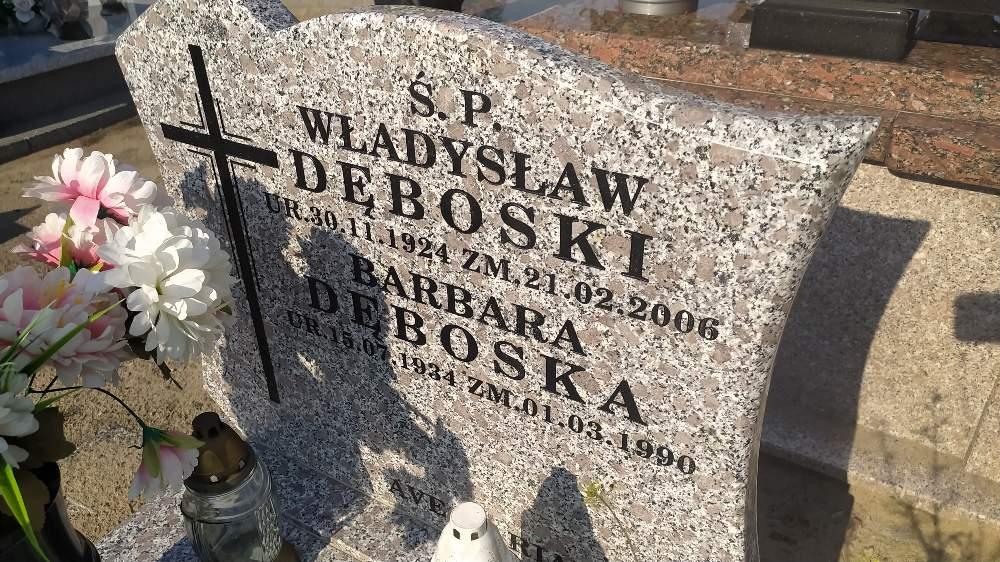 Ś. P.
WŁADYSŁAW
DĘBOSKI
UR.30.11.1924 ZM.21.02.2006
BARBARA
DĘBOSKA
UR.15.07.1934 ZM.01.03.1990
AVE